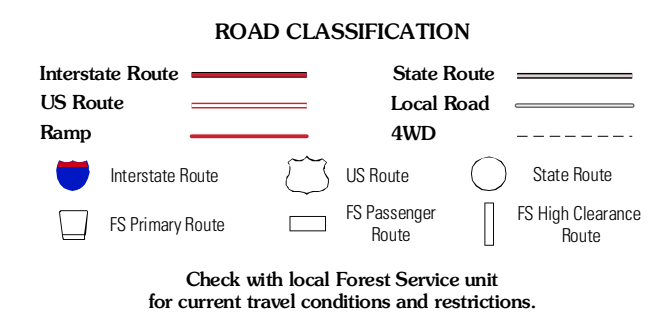 ROAD CLASSIFICATION
Interstate Route
State Route
US Route
Local Road
Ramp
4WD
Interstate Route
US Route
State Route
FS Primary Route
FS Passenger
Route
FS High Clearance
Route
Check with local Forest Service unit
for current travel conditions and restrictions.